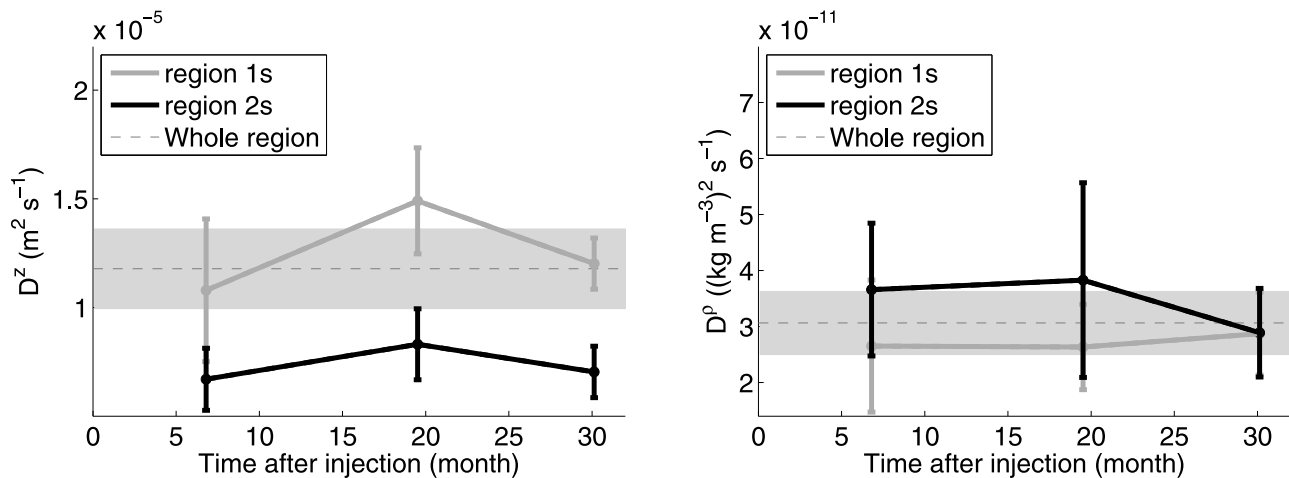 x 10⁻⁵
2
1.5
1
D^z (m² s⁻¹)
region 1s
region 2s
Whole region
0 5 10 15 20 25 30
Time after injection (month)
x 10⁻¹¹
7
6
5
4
3
2
D^ρ ((kg m⁻³)² s⁻¹)
region 1s
region 2s
Whole region
0 5 10 15 20 25 30
Time after injection (month)